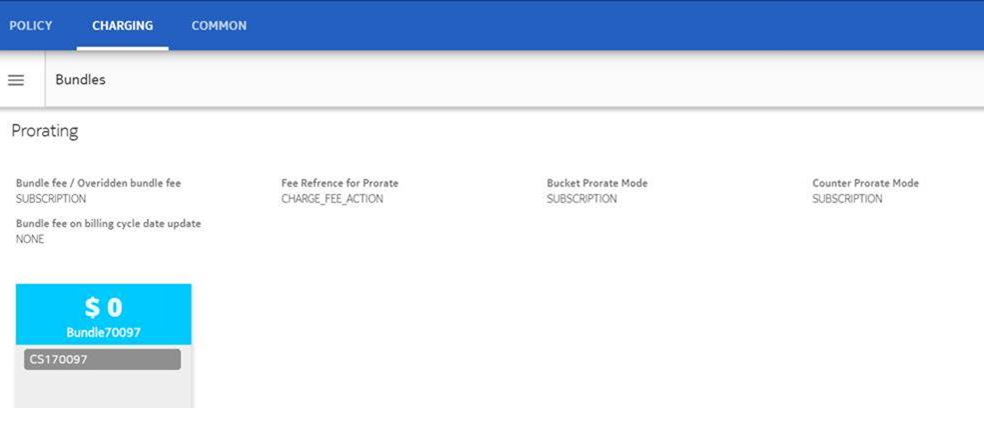 POLICY CHARGING COMMON
Bundles
Prorating
Bundle fee / Overidden bundle fee Fee Refrence for Prorate Bucket Prorate Mode Counter Prorate Mode
SUBSCRIPTION CHARGE_FEE_ACTION SUBSCRIPTION SUBSCRIPTION
Bundle fee on billing cycle date update
NONE
$ 0
Bundle70097
CS170097